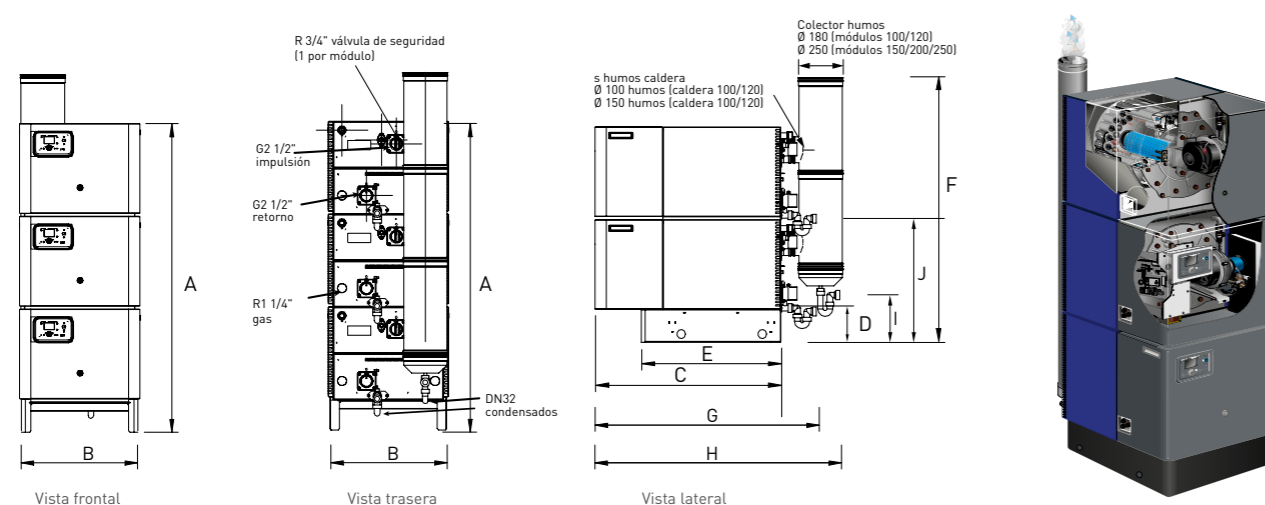 Colector humos
Ø 180 (módulos 100/120)
Ø 250 (módulos 150/200/250)
R 3/4" válvula de seguridad
(1 por módulo)
s humos caldera
Ø 100 humos (caldera 100/120)
Ø 150 humos (caldera 100/120)
G2 1/2"
impulsión
G2 1/2"
retorno
R1 1/4"
gas
A
A
F
J
D
I
E
C
DN32
condensados
G
B
B
H
Vista frontal
Vista trasera
Vista lateral